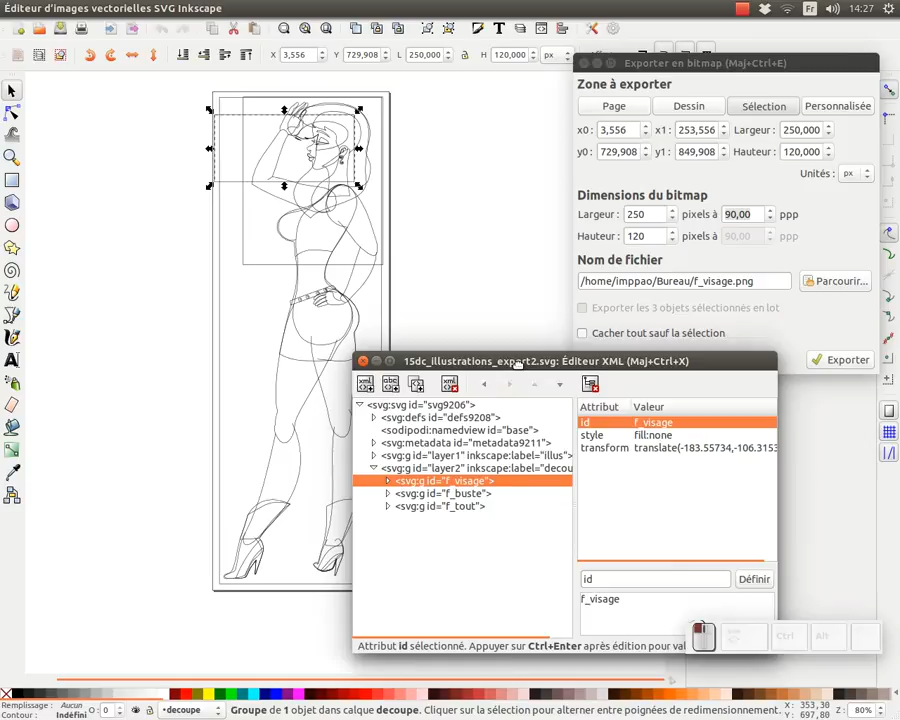 Éditeur d'images vectorielles SVG Inkscape
Fr
14:27
X 3,556 Y 729,908 L 250,000 H 120,000 px
Exporter en bitmap (Maj+Ctrl+E)
Zone à exporter
Page Dessin Sélection Personnalisée
x0 : 3,556 x1 : 253,556 Largeur : 250,000
y0 : 729,908 y1 : 849,908 Hauteur : 120,000
Unités : px
Dimensions du bitmap
Largeur : 250 pixels à 90,00 ppp
Hauteur : 120 pixels à 90,00 ppp
Nom de fichier
/home/imppao/Bureau/f_visage.png Parcourir...
Exporter les 3 objets sélectionnés en lot
Cacher tout sauf la sélection
Exporter
15dc_illustrations_export2.svg: Éditeur XML (Maj+Ctrl+X)
Attribut Valeur
<svg:svg id="svg9206">
<svg:defs id="defs9208">
<sodipodi:namedview id="base">
<svg:metadata id="metadata9211">
<svg:g id="layer1" inkscape:label="illus">
<svg:g id="layer2" inkscape:label="decou
<svg:g id="f_visage">
<svg:g id="f_buste">
<svg:g id="f_tout">
id f_visage
style fill:none
transform translate(-183.55734,-106.3153
id Définir
f_visage
Attribut id sélectionné. Appuyer sur Ctrl+Enter après édition pour val
Ctrl Alt
Remplissage : Aucun
Contour : Indéfini
O : 0
•decoupe
Groupe de 1 objet dans calque decoupe. Cliquer sur la sélection pour alterner entre poignées de redimensionnement.
X : 353,30
Y : 697,80
Z : 80%